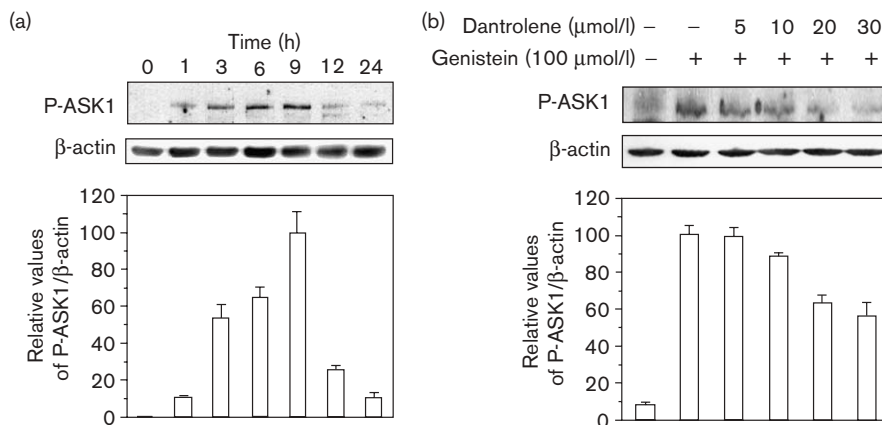 (a)
Time (h)
0 1 3 6 9 12 24
P-ASK1
β-actin
Relative values
of P-ASK1/β-actin
120
100
80
60
40
20
0
(b)
Dantrolene (μmol/l) – – 5 10 20 30
Genistein (100 μmol/l) – + + + + +
P-ASK1
β-actin
Relative values
of P-ASK1/β-actin
120
100
80
60
40
20
0